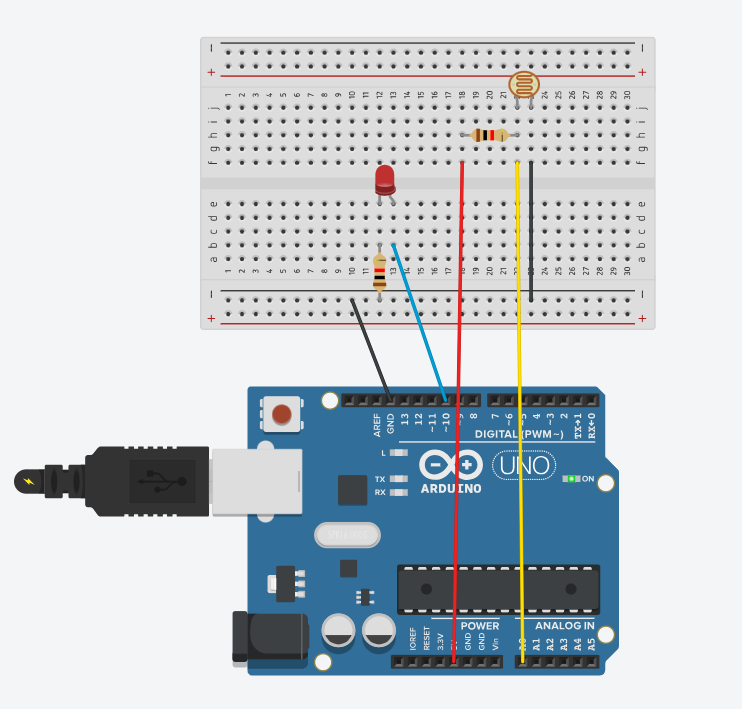 − −
+ +
1 2 3 4 5 6 7 8 9 10 11 12 13 14 15 16 17 18 19 20 21 22 23 24 25 26 27 28 29 30
j j
i i
h h
g g
f f
e e
d d
c c
b b
a a
1 2 3 4 5 6 7 8 9 10 11 12 13 14 15 16 17 18 19 20 21 22 23 24 25 26 27 28 29 30
− −
+ +
AREF GND 13 12 ~11 ~10 ~9 8 7 ~6 ~5 4 ~3 2 TX→1 RX←0
DIGITAL (PWM~)
L
TX
RX
ARDUINO
UNO
ON
POWER ANALOG IN
IOREF RESET 3.3V 5V GND GND Vin A0 A1 A2 A3 A4 A5